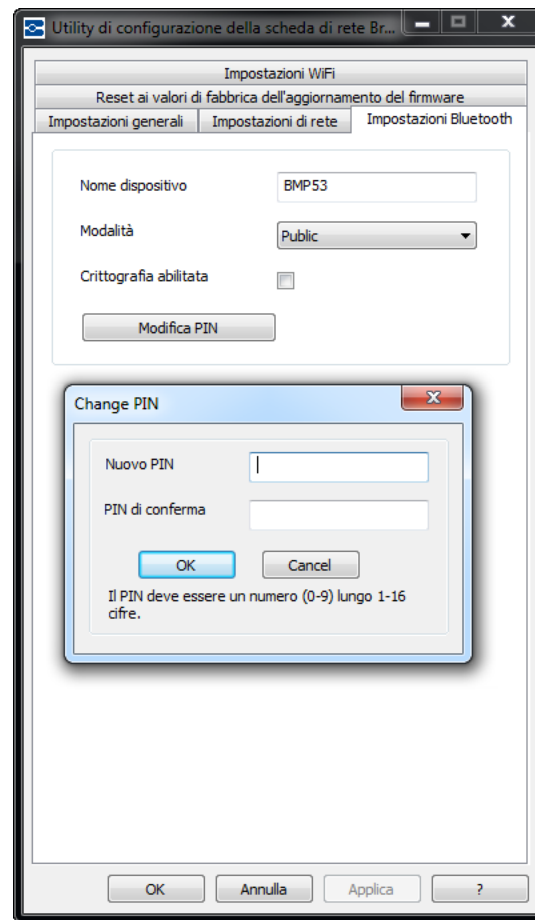 Utility di configurazione della scheda di rete Br...
Impostazioni WiFi
Reset ai valori di fabbrica dell'aggiornamento del firmware
Impostazioni generali
Impostazioni di rete
Impostazioni Bluetooth
Nome dispositivo
BMP53
Modalità
Public
Crittografia abilitata
Modifica PIN
Change PIN
Nuovo PIN
PIN di conferma
OK
Cancel
Il PIN deve essere un numero (0-9) lungo 1-16
cifre.
OK
Annulla
Applica
?